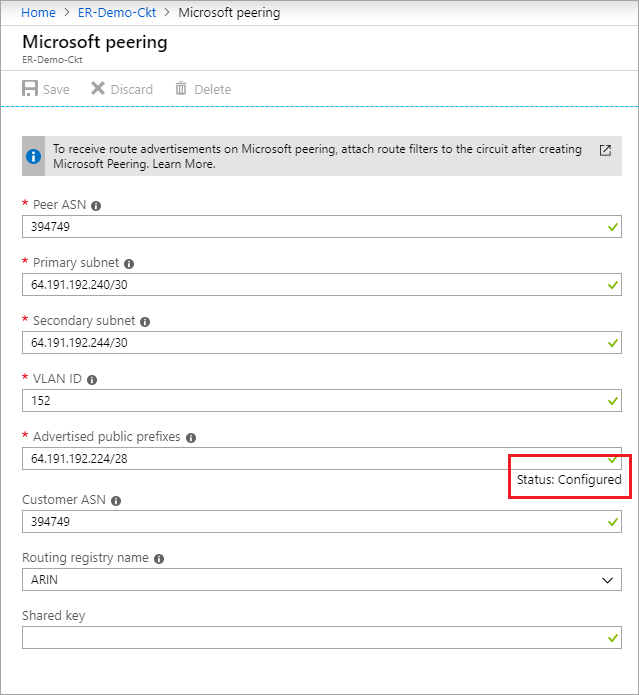 Home > ER-Demo-Ckt > Microsoft peering
Microsoft peering
ER-Demo-Ckt
Save Discard Delete
To receive route advertisements on Microsoft peering, attach route filters to the circuit after creating
Microsoft Peering. Learn More.
* Peer ASN
394749
* Primary subnet
64.191.192.240/30
* Secondary subnet
64.191.192.244/30
* VLAN ID
152
* Advertised public prefixes
64.191.192.224/28
Status: Configured
Customer ASN
394749
Routing registry name
ARIN
Shared key